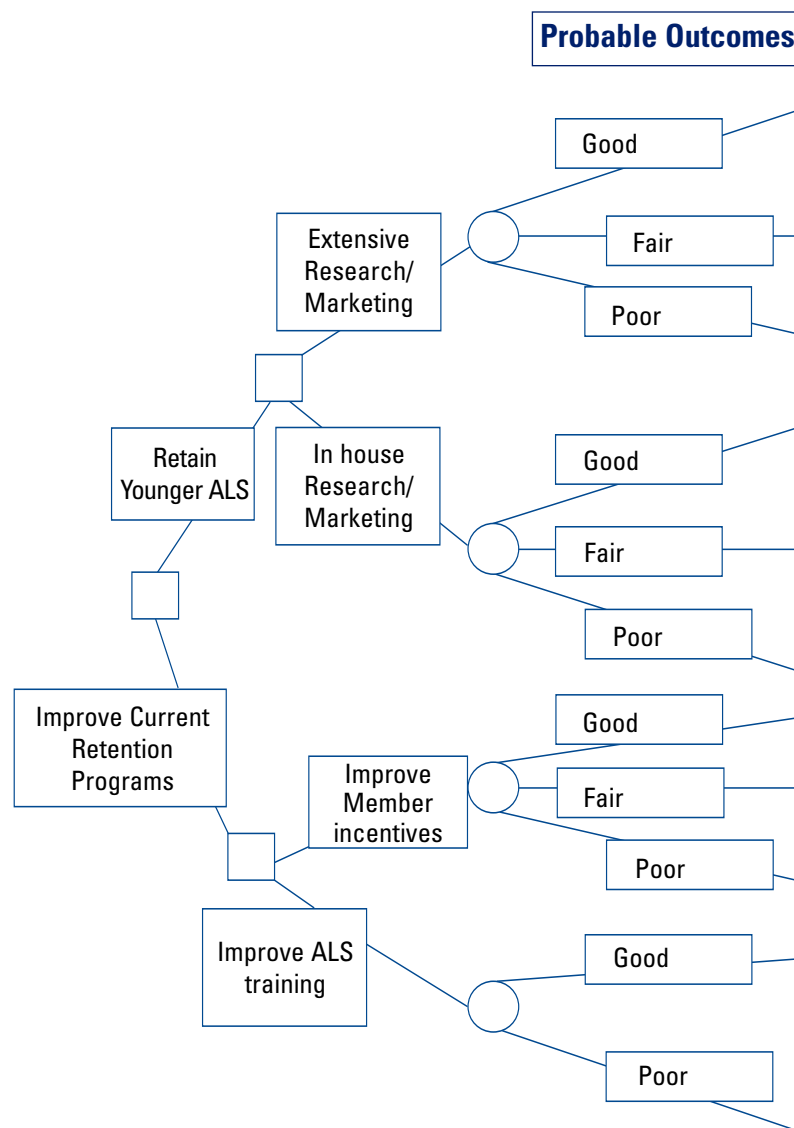 Probable Outcomes
Good
Extensive
Research/
Marketing
Fair
Poor
Retain
Younger ALS
In house
Research/
Marketing
Good
Fair
Poor
Improve Current
Retention
Programs
Improve
Member
incentives
Good
Fair
Poor
Improve ALS
training
Good
Poor